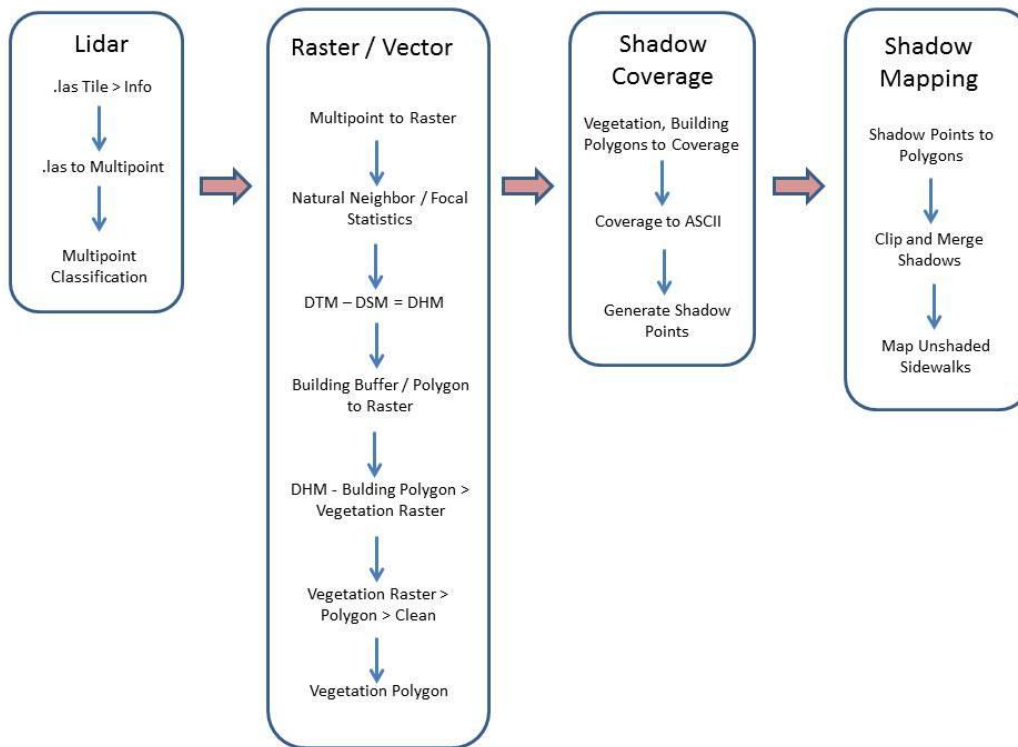 Lidar
.las Tile > Info
.las to Multipoint
Multipoint
Classification
Raster / Vector
Multipoint to Raster
Natural Neighbor / Focal
Statistics
DTM – DSM = DHM
Building Buffer / Polygon
to Raster
DHM - Bulding Polygon >
Vegetation Raster
Vegetation Raster >
Polygon > Clean
Vegetation Polygon
Shadow
Coverage
Vegetation, Building
Polygons to Coverage
Coverage to ASCII
Generate Shadow
Points
Shadow
Mapping
Shadow Points to
Polygons
Clip and Merge
Shadows
Map Unshaded
Sidewalks